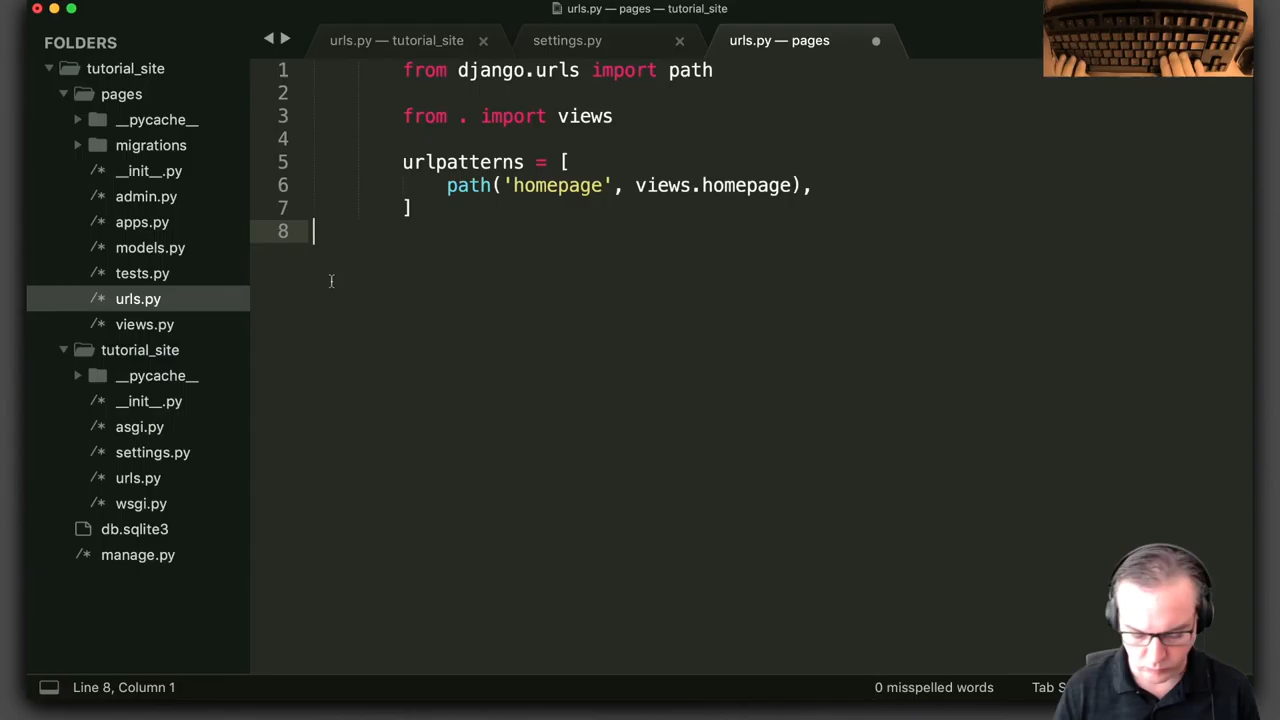 urls.py — pages — tutorial_site
FOLDERS
tutorial_site
pages
__pycache__
migrations
/* __init__.py
/* admin.py
/* apps.py
/* models.py
/* tests.py
/* urls.py
/* views.py
tutorial_site
__pycache__
/* __init__.py
/* asgi.py
/* settings.py
/* urls.py
/* wsgi.py
db.sqlite3
/* manage.py
urls.py — tutorial_site
settings.py
urls.py — pages
1 from django.urls import path
2
3 from . import views
4
5 urlpatterns = [
6 path('homepage', views.homepage),
7 ]
8
Line 8, Column 1
0 misspelled words
Tab S